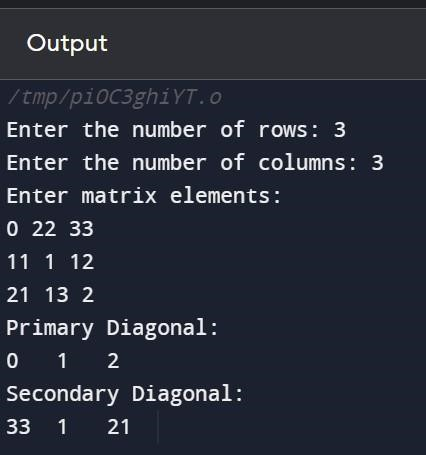 Output
/tmp/piOC3ghiYT.o
Enter the number of rows: 3
Enter the number of columns: 3
Enter matrix elements:
0 22 33
11 1 12
21 13 2
Primary Diagonal:
0   1   2
Secondary Diagonal:
33  1   21